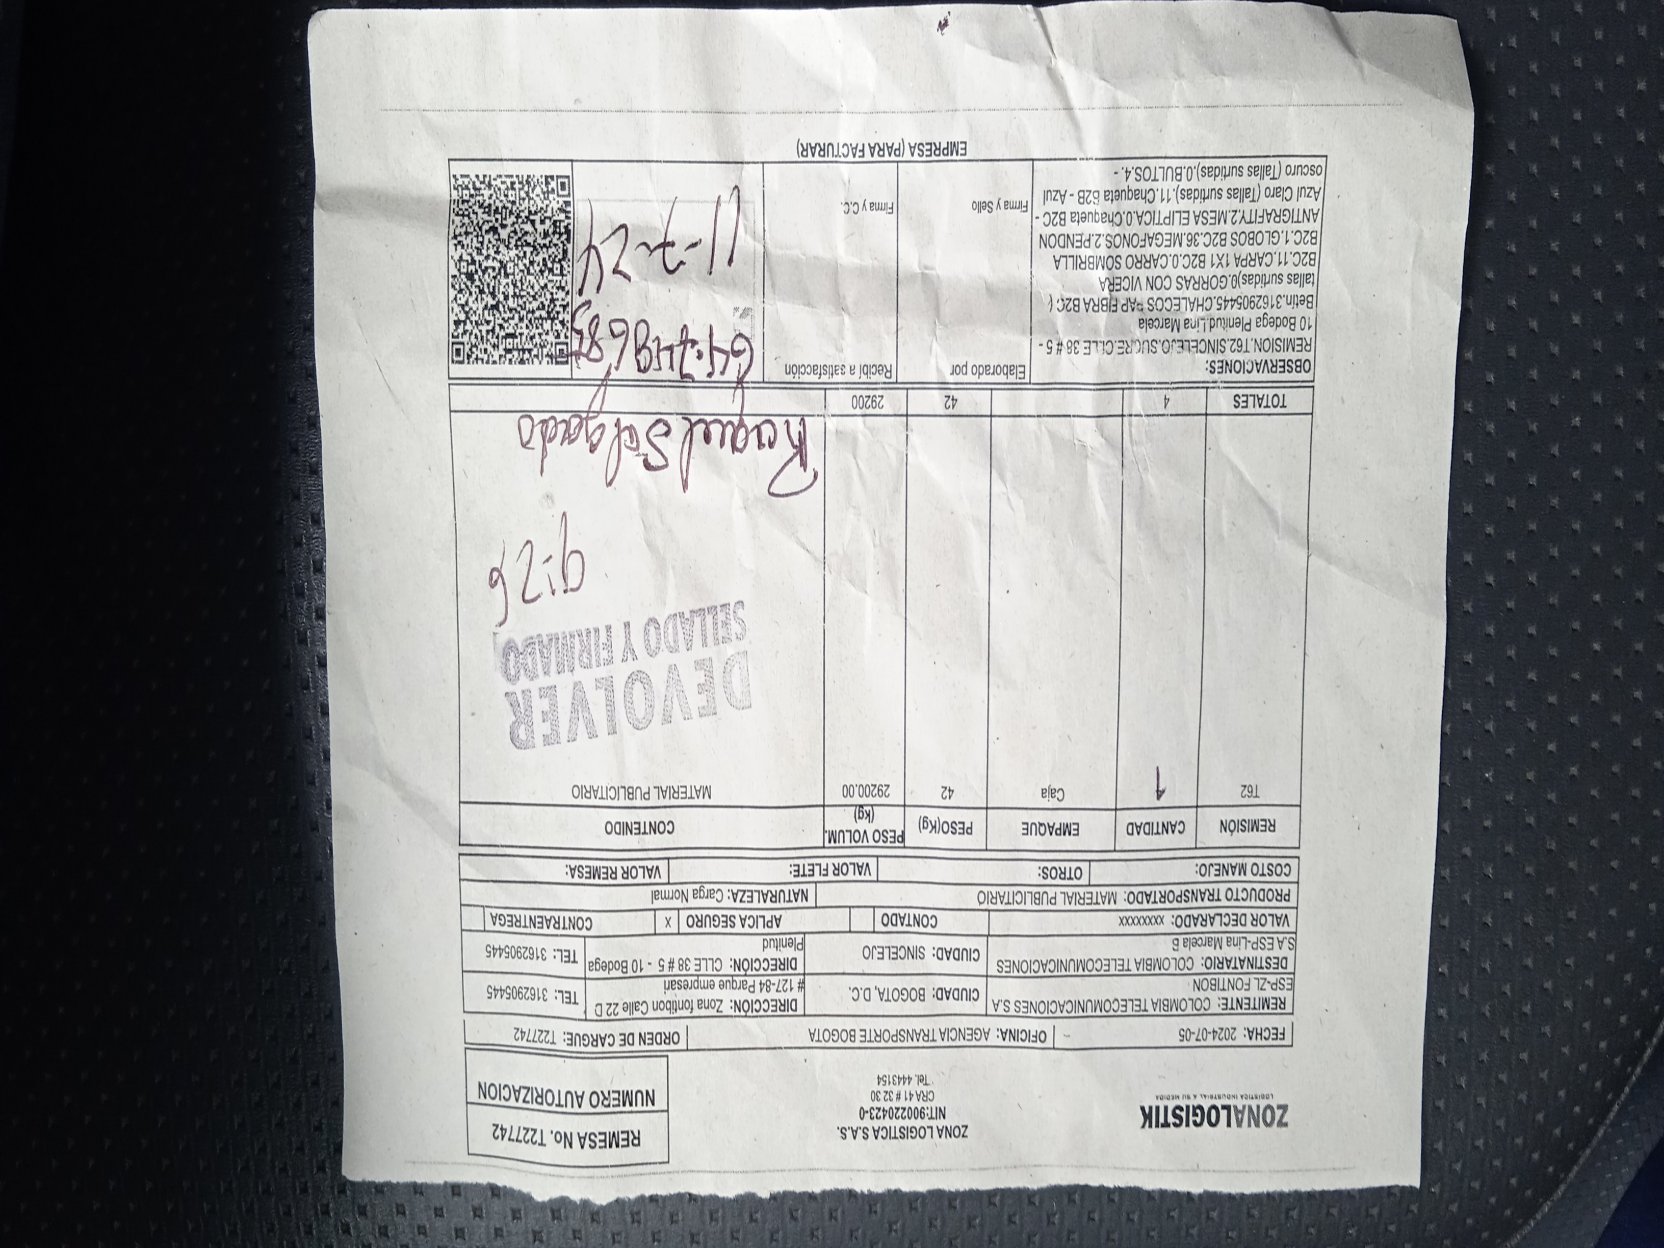 ZONALOGISTIK
LOGISTICA INDUSTRIAL A SU MEDIDA
ZONA LOGISTICA S.A.S.
NIT:900220423-0
CRA 41 # 32 30
Tel. 4443154
REMESA No. T227742
NUMERO AUTORIZACION
FECHA: 2024-07-05
OFICINA: AGENCIA TRANSPORTE BOGOTA
ORDEN DE CARGUE: T227742
REMITENTE: COLOMBIA TELECOMUNICACIONES S.A
ESP-ZL FONTIBON
CIUDAD: BOGOTA, D.C.
DIRECCIÓN: Zona fontibon Calle 22 D
# 127-84 Parque empresari
TEL: 3162905445
DESTINATARIO: COLOMBIA TELECOMUNICACIONES
S.A ESP-Lina Marcela B
CIUDAD: SINCELEJO
DIRECCIÓN: CLLE 38 # 5 - 10 Bodega
Plenitud
TEL: 3162905445
VALOR DECLARADO: xxxxxxxx
CONTADO
APLICA SEGURO X
CONTRAENTREGA
PRODUCTO TRANSPORTADO: MATERIAL PUBLICITARIO
NATURALEZA: Carga Normal
COSTO MANEJO:
OTROS:
VALOR FLETE:
VALOR REMESA:
REMISIÓN CANTIDAD EMPAQUE PESO(Kg) PESO VOLUM. (kg) CONTENIDO
T62 Caja 42 29200.00 MATERIAL PUBLICITARIO
DEVOLVER
SELLADO Y FIRMADO
9:26
Raquel Salgado
TOTALES 4 42 29200
OBSERVACIONES:
REMISION.T62.SINCELEJO.SUCRE.CLLE 38 # 5 -
10 Bodega Plenitud.Lina Marcela
Betin.3162905445.CHALECOS PAP FIBRA B2C (
tallas suridas)0.GORRAS CON VICERA
B2C.11.CARPA 1X1 B2C.0.CARRO SOMBRILLA
B2C.1.GLOBOS B2C.36.MEGAFONOS.2.PENDON
ANTIGRAFITY.2.MESA ELIPTICA.0.Chaqueta B2C -
Azul Claro (Tallas surtidas).11.Chaqueta B2B - Azul
oscuro (Tallas surtidas).0.BULTOS.4. -
Elaborado por
Firma y Sello
Recibí a satisfacción
Firma y C.C.
11-7-24
EMPRESA (PARA FACTURAR)